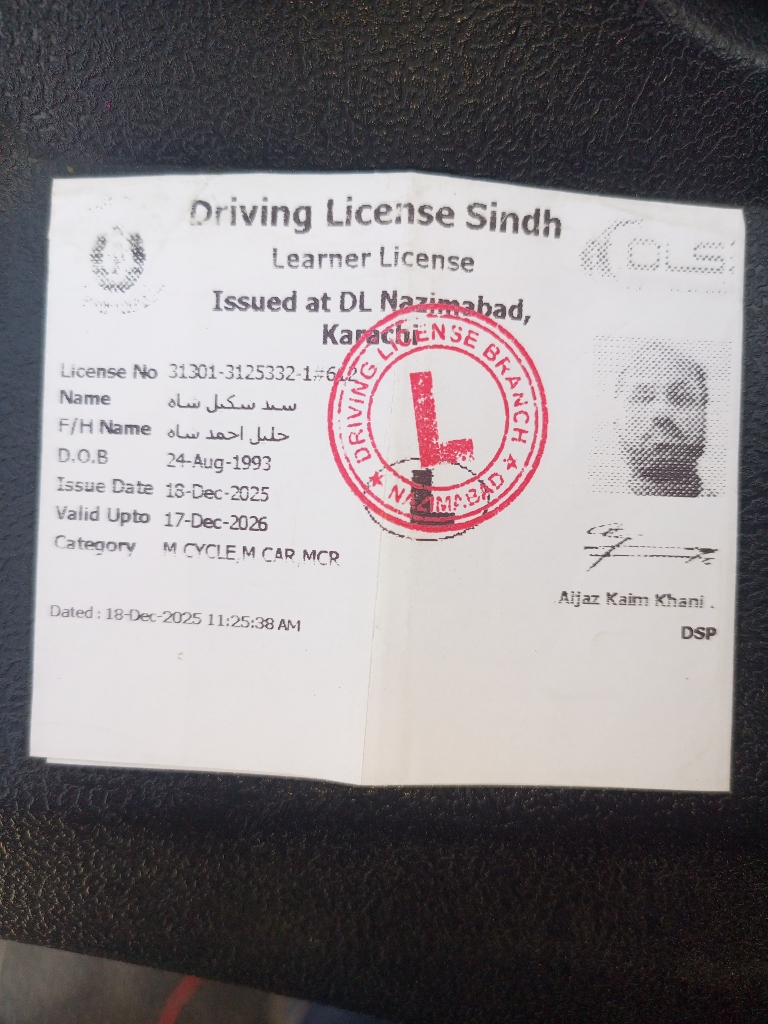 Driving License Sindh
Learner License
Issued at DL Nazimabad,
Karachi
License No 31301-3125332-1#612
Name سید سکیل شاہ
F/H Name احمد شاہ
D.O.B 24-Aug-1993
Issue Date 18-Dec-2025
Valid Upto 17-Dec-2026
Category M CYCLE,M CAR,MCR
Dated : 18-Dec-2025 11:25:38 AM
DLS
DRIVING LICENSE BRANCH
L
★ NAZIMABAD ★
Aijaz Kaim Khani .
DSP